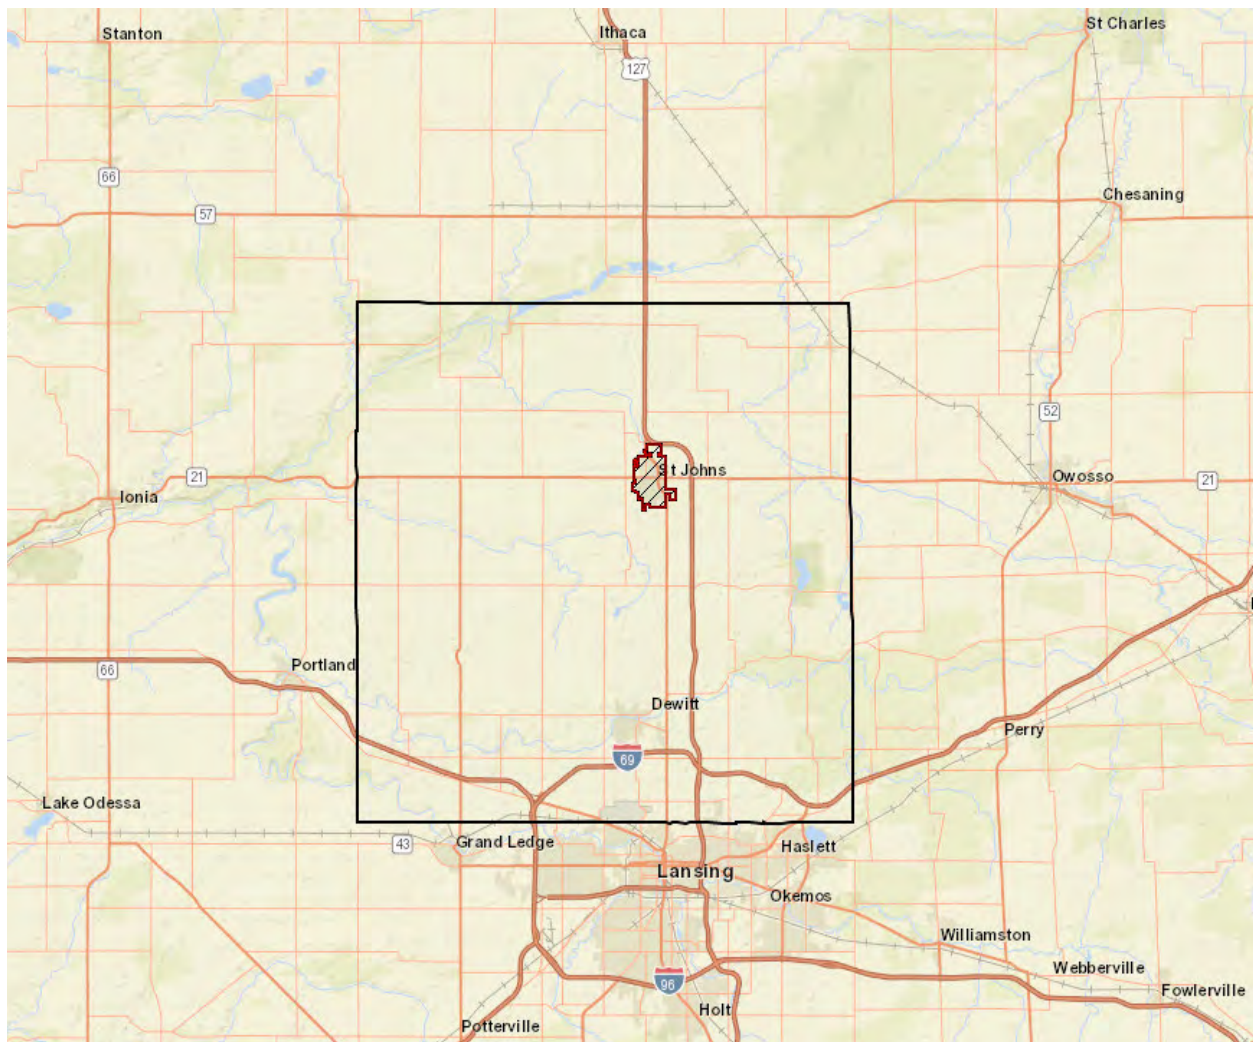 Stanton
Ithaca
St Charles
127
66
57
Chesaning
52
St Johns
21
Ionia
Owosso
21
Portland
66
Dewitt
69
Perry
Lake Odessa
43
Grand Ledge
Haslett
Lansing
Okemos
Williamston
Webberville
96
Fowlerville
Holt
Potterville